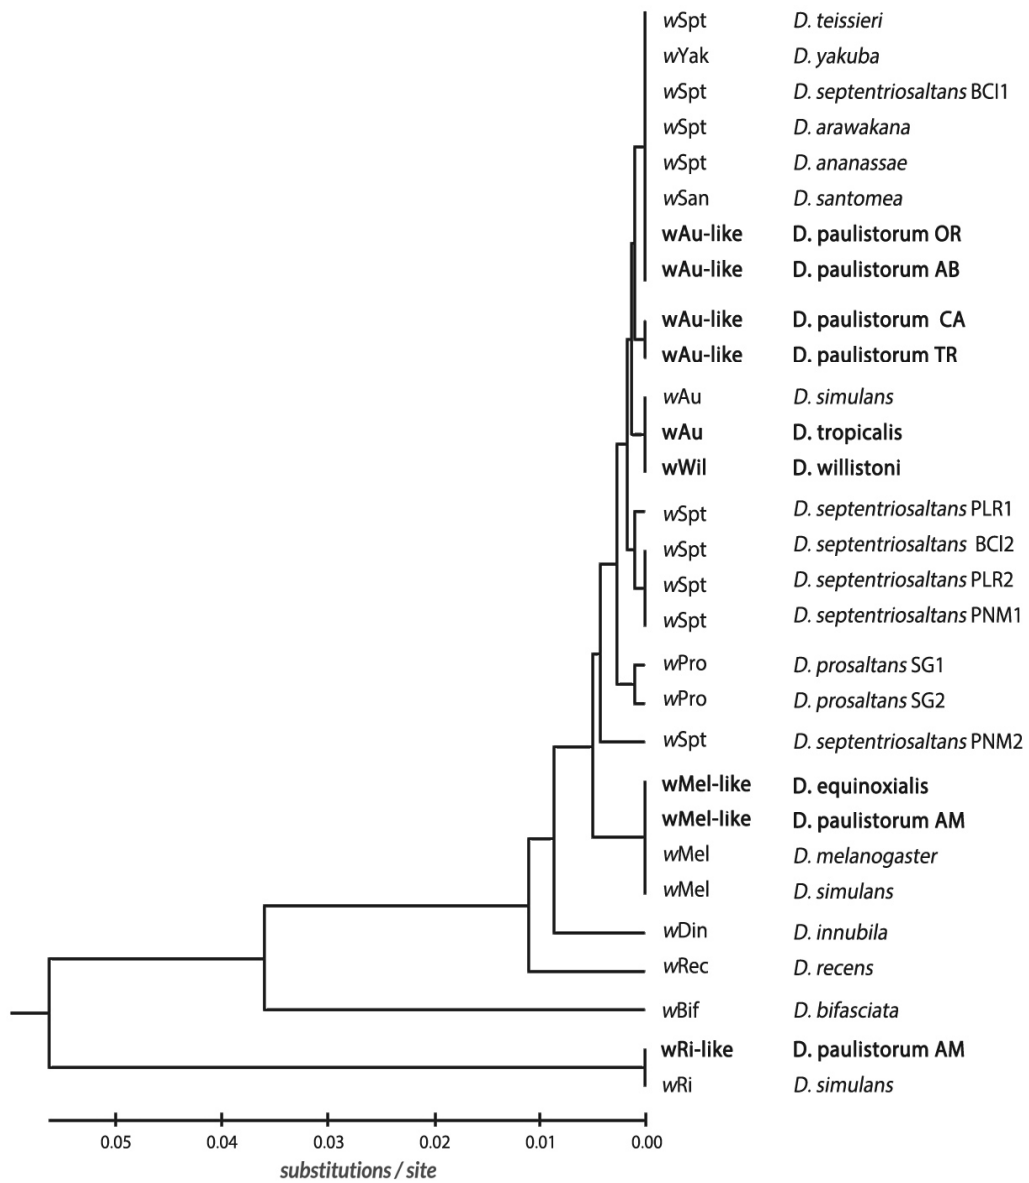 wSpt D. teissieri
wYak D. yakuba
wSpt D. septentriosaltans BCI1
wSpt D. arawakana
wSpt D. ananassae
wSan D. santomea
wAu-like D. paulistorum OR
wAu-like D. paulistorum AB
wAu-like D. paulistorum CA
wAu-like D. paulistorum TR
wAu D. simulans
wAu D. tropicalis
wWil D. willistoni
wSpt D. septentriosaltans PLR1
wSpt D. septentriosaltans BCI2
wSpt D. septentriosaltans PLR2
wSpt D. septentriosaltans PNM1
wPro D. prosaltans SG1
wPro D. prosaltans SG2
wSpt D. septentriosaltans PNM2
wMel-like D. equinoxialis
wMel-like D. paulistorum AM
wMel D. melanogaster
wMel D. simulans
wDin D. innubila
wRec D. recens
wBif D. bifasciata
wRi-like D. paulistorum AM
wRi D. simulans
0.05 0.04 0.03 0.02 0.01 0.00
substitutions / site